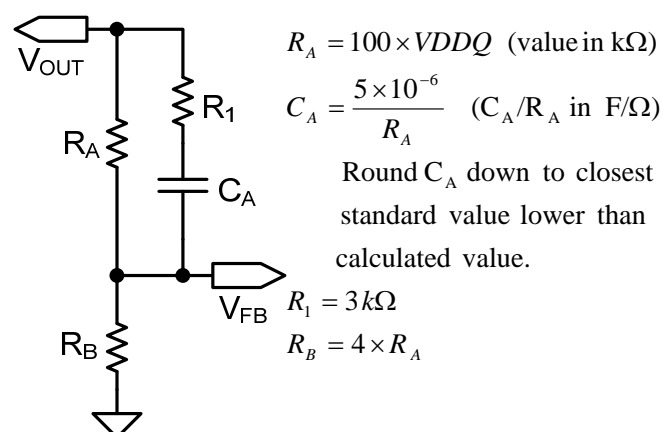 V_OUT
R_A
R_1
C_A
V_FB
R_B
R_A = 100 × VDDQ (value in kΩ)
C_A = \frac{5 × 10^{-6}}{R_A} (C_A/R_A in F/Ω)
Round C_A down to closest
standard value lower than
calculated value.
R_1 = 3kΩ
R_B = 4 × R_A